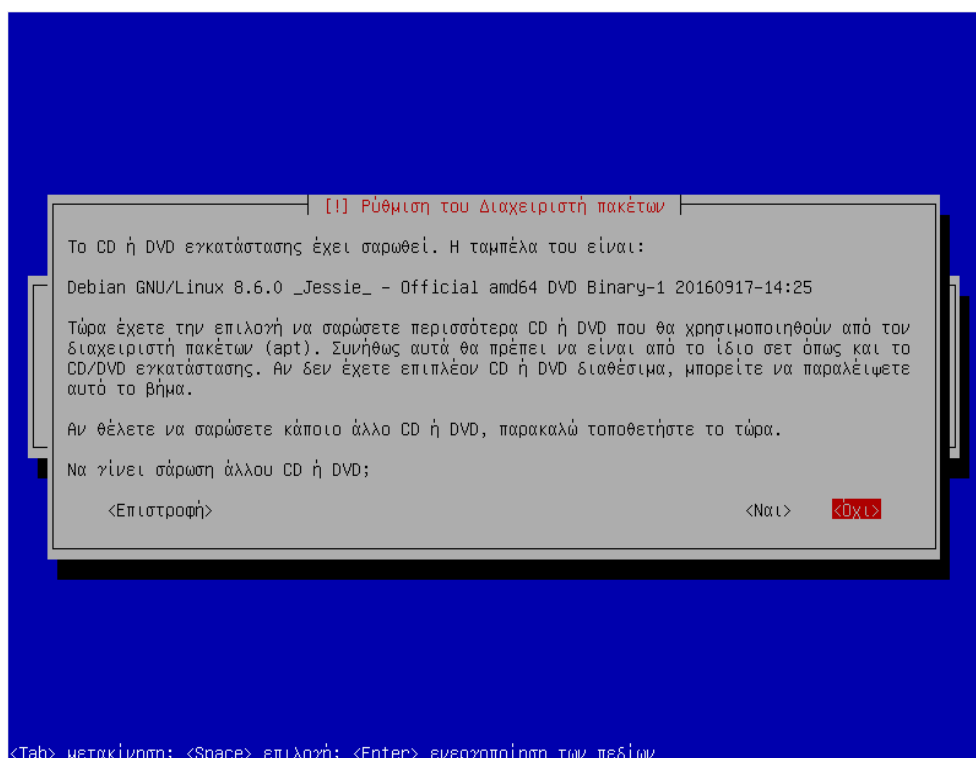 [!] Ρύθμιση του Διαχειριστή πακέτων
Το CD ή DVD εγκατάστασης έχει σαρωθεί. Η ταμπέλα του είναι:
Debian GNU/Linux 8.6.0 _Jessie_ - Official amd64 DVD Binary-1 20160917-14:25
Τώρα έχετε την επιλογή να σαρώσετε περισσότερα CD ή DVD που θα χρησιμοποιηθούν από τον
διαχειριστή πακέτων (apt). Συνήθως αυτά θα πρέπει να είναι από το ίδιο σετ όπως και το
CD/DVD εγκατάστασης. Αν δεν έχετε επιπλέον CD ή DVD διαθέσιμα, μπορείτε να παραλείψετε
αυτό το βήμα.
Αν θέλετε να σαρώσετε κάποιο άλλο CD ή DVD, παρακαλώ τοποθετήστε το τώρα.
Να γίνει σάρωση άλλου CD ή DVD;
<Επιστροφή> <Ναι> <Όχι>
<Tab> μετακίνηση; <Space> επιλογή; <Enter> ενεργοποίηση των πεδίων